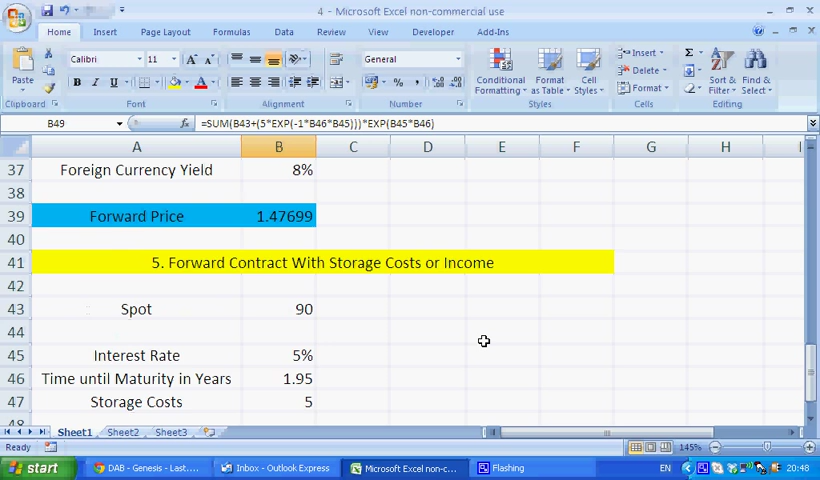 4 - Microsoft Excel non-commercial use
Home Insert Page Layout Formulas Data Review View Developer Add-Ins
Calibri 11 General Insert Σ
Paste B I U % , Conditional Formatting Format as Table Cell Styles Delete Format Sort & Filter Find & Select
Clipboard Font Alignment Number Styles Cells Editing
B49 fx =SUM(B43+(5*EXP(-1*B46*B45)))*EXP(B45*B46)
A B C D E F G H I
37 Foreign Currency Yield 8%
38
39 Forward Price 1.47699
40
41 5. Forward Contract With Storage Costs or Income
42
43 Spot 90
44
45 Interest Rate 5%
46 Time until Maturity in Years 1.95
47 Storage Costs 5
48
Sheet1 Sheet2 Sheet3
Ready 145%
start DAB - Genesis - Last.... Inbox - Outlook Express Microsoft Excel non-c... Flashing EN 20:48